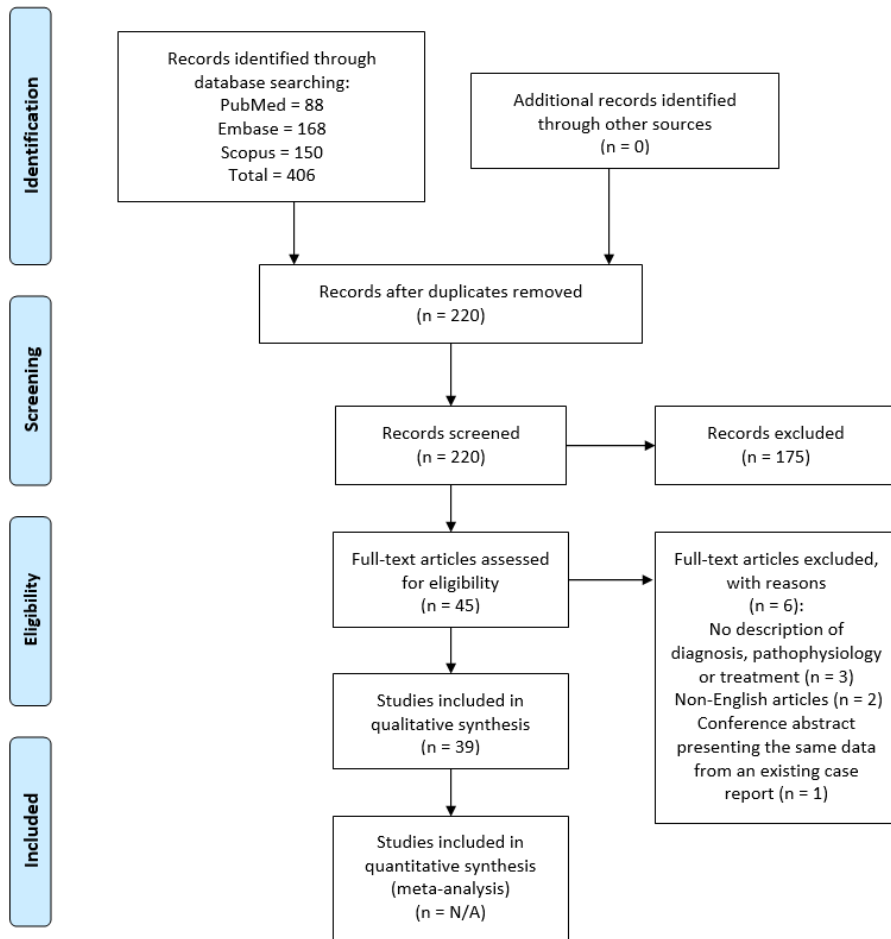 Identification
Records identified through
database searching:
PubMed = 88
Embase = 168
Scopus = 150
Total = 406
Additional records identified
through other sources
(n = 0)
Records after duplicates removed
(n = 220)
Screening
Records screened
(n = 220)
Records excluded
(n = 175)
Eligibility
Full-text articles assessed
for eligibility
(n = 45)
Full-text articles excluded,
with reasons
(n = 6):
No description of
diagnosis, pathophysiology
or treatment (n = 3)
Non-English articles (n = 2)
Conference abstract
presenting the same data
from an existing case
report (n = 1)
Studies included in
qualitative synthesis
(n = 39)
Included
Studies included in
quantitative synthesis
(meta-analysis)
(n = N/A)